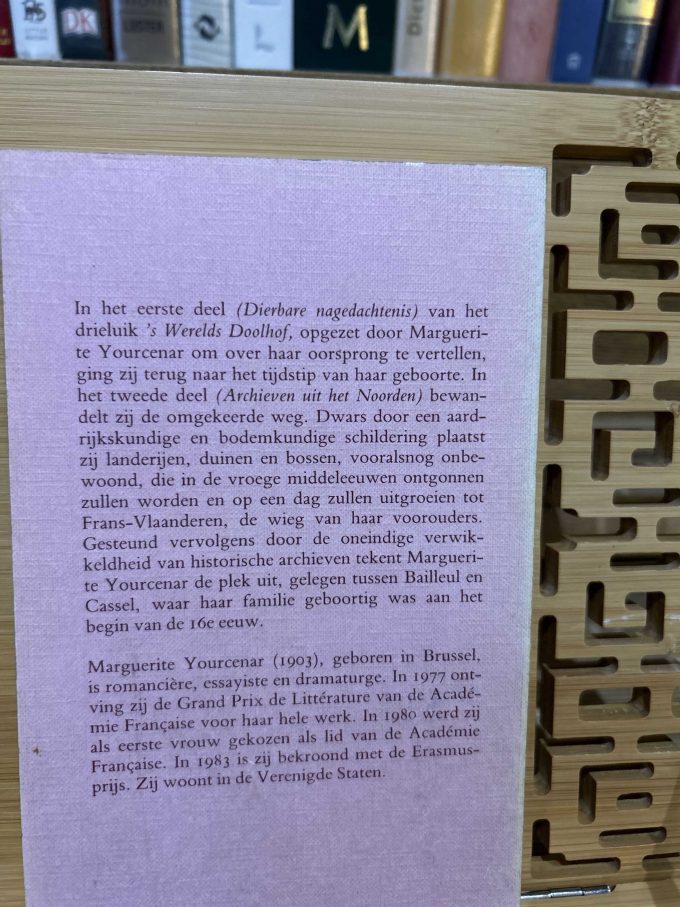 DK
LUSTER
M
In het eerste deel (Dierbare nagedachtenis) van het
drieluik 's Werelds Doolhof, opgezet door Margueri-
te Yourcenar om over haar oorsprong te vertellen,
ging zij terug naar het tijdstip van haar geboorte. In
het tweede deel (Archieven uit het Noorden) bewan-
delt zij de omgekeerde weg. Dwars door een aard-
rijkskundige en bodemkundige schildering plaatst
zij landerijen, duinen en bossen, vooralsnog onbe-
woond, die in de vroege middeleeuwen ontgonnen
zullen worden en op een dag zullen uitgroeien tot
Frans-Vlaanderen, de wieg van haar voorouders.
Gesteund vervolgens door de oneindige verwik-
keldheid van historische archieven tekent Margueri-
te Yourcenar de plek uit, gelegen tussen Bailleul en
Cassel, waar haar familie geboortig was aan het
begin van de 16e eeuw.
Marguerite Yourcenar (1903), geboren in Brussel,
is romancière, essayiste en dramaturge. In 1977 ont-
ving zij de Grand Prix de Littérature van de Acadé-
mie Française voor haar hele werk. In 1980 werd zij
als eerste vrouw gekozen als lid van de Académie
Française. In 1983 is zij bekroond met de Erasmus-
prijs. Zij woont in de Verenigde Staten.